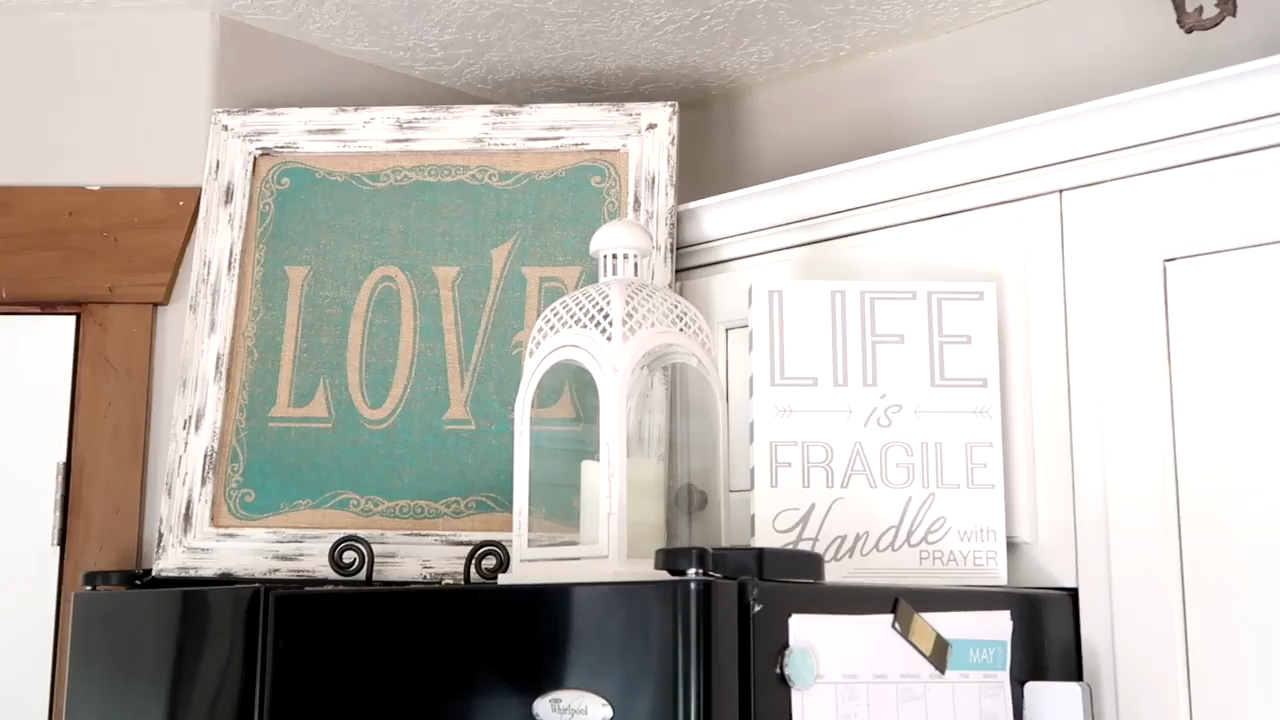 LOVE
LIFE
is
FRAGILE
Handle with
PRAYER
MAY
Whirlpool